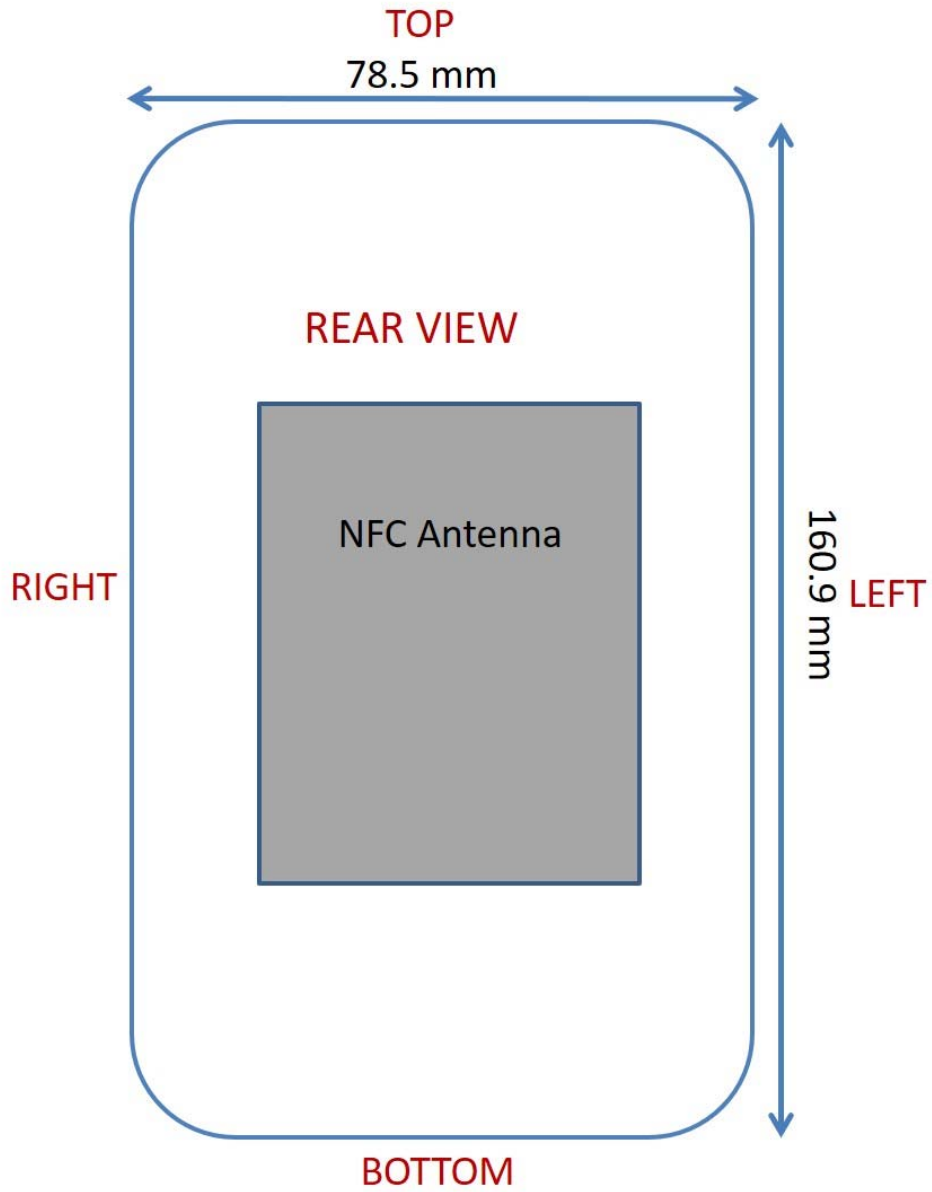 TOP
78.5 mm
REAR VIEW
NFC Antenna
RIGHT
160.9 mm
LEFT
BOTTOM